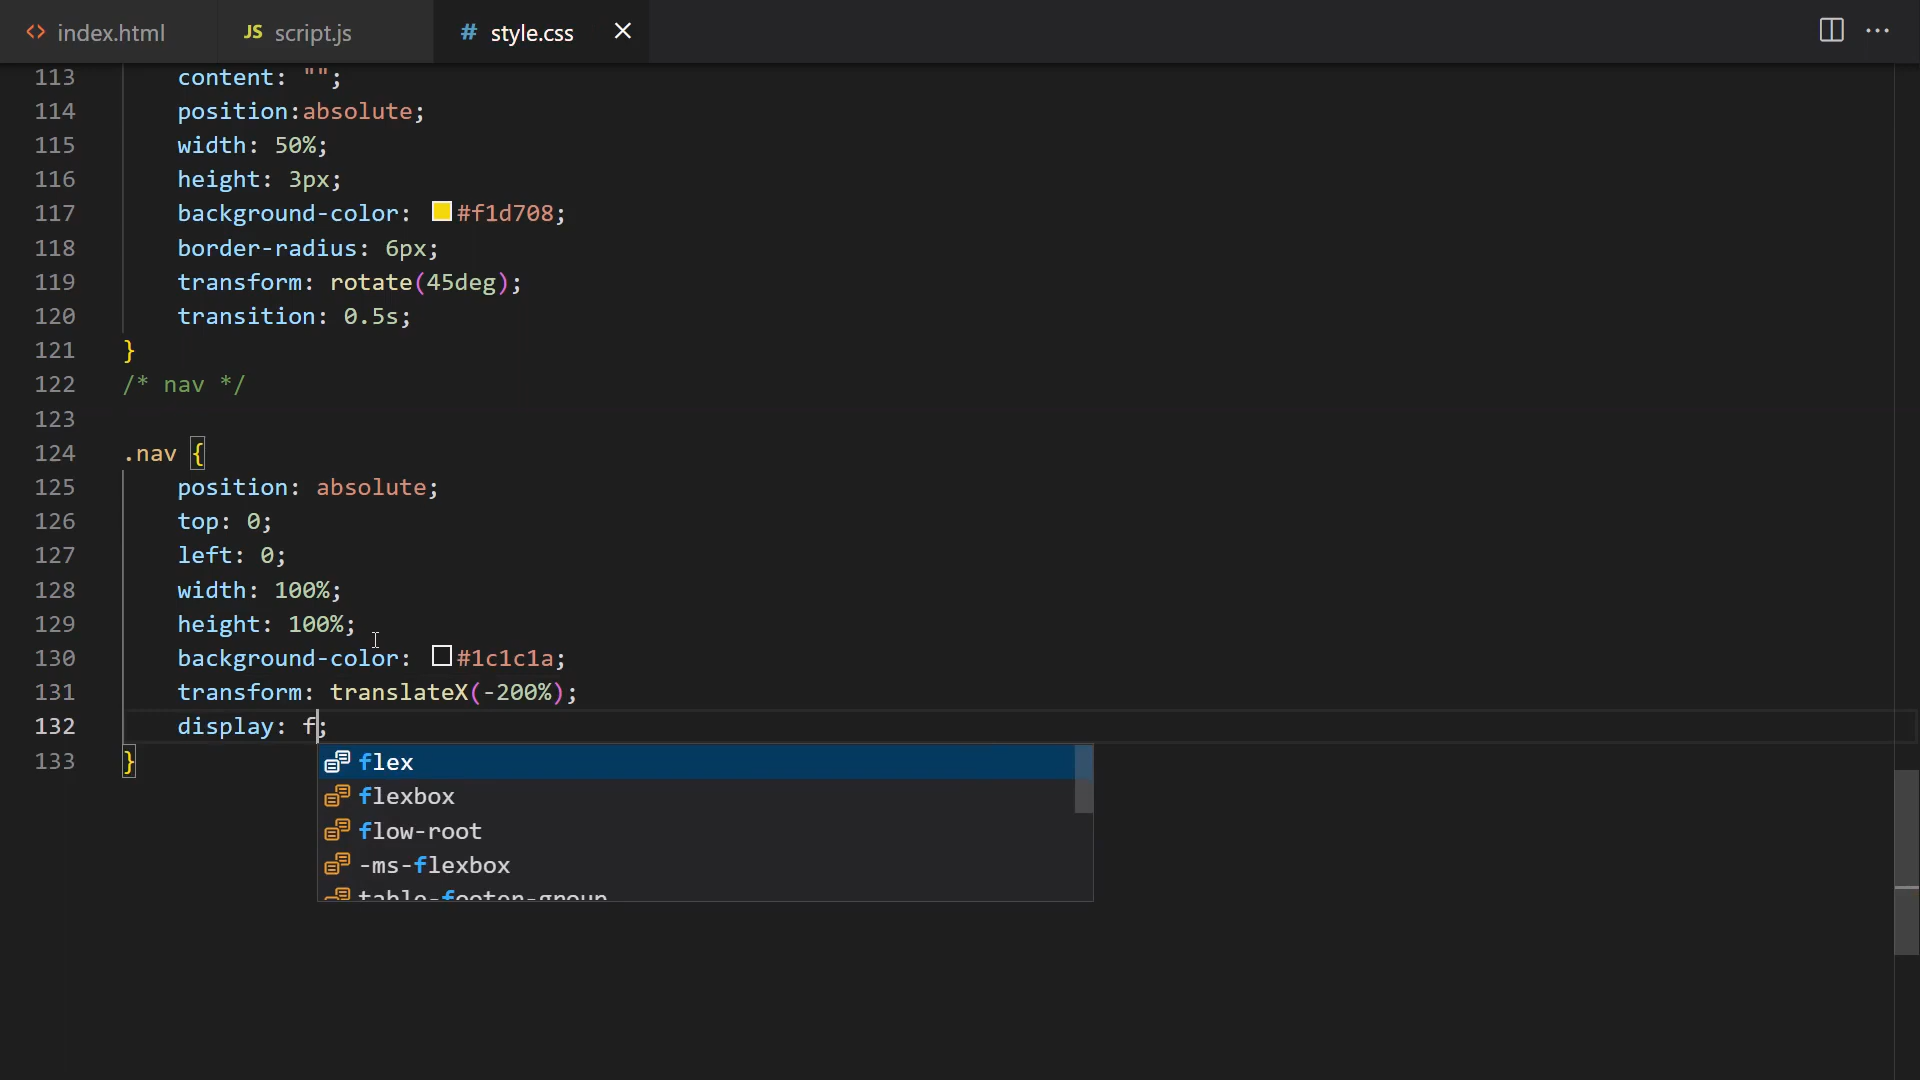 index.html
JS script.js
# style.css
113 content: "";
114 position:absolute;
115 width: 50%;
116 height: 3px;
117 background-color: #f1d708;
118 border-radius: 6px;
119 transform: rotate(45deg);
120 transition: 0.5s;
121 }
122 /* nav */
123
124 .nav {
125 position: absolute;
126 top: 0;
127 left: 0;
128 width: 100%;
129 height: 100%;
130 background-color: #1c1c1a;
131 transform: translateX(-200%);
132 display: f;
133 }
flex
flexbox
flow-root
-ms-flexbox
table-footer-group